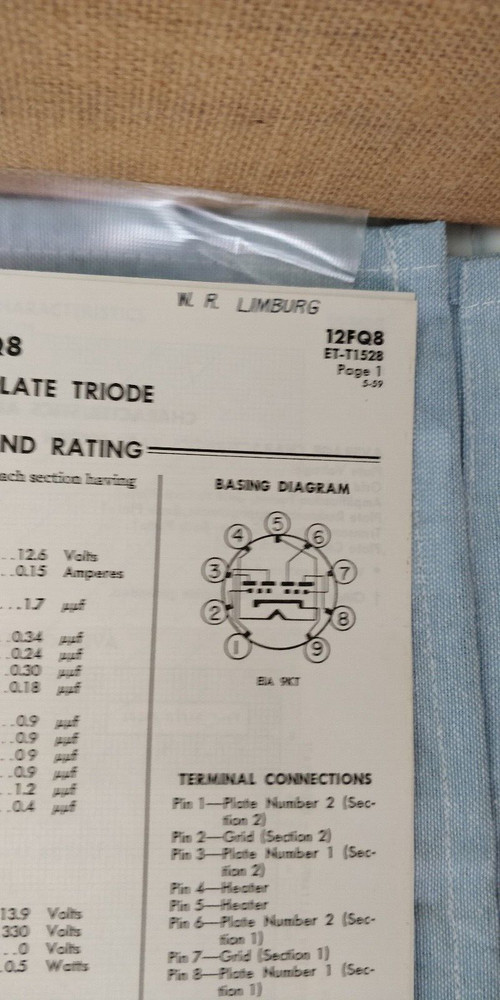 W. R. LIMBURG
12FQ8
ET-T1528
Page 1
5-59
Q8
LATE TRIODE
ND RATING
ach section having
...12.6 Volts
...0.15 Amperes
...1.7 μμf
..0.34 μμf
..0.24 μμf
..0.30 μμf
..0.18 μμf
...0.9 μμf
...0.9 μμf
...0.9 μμf
...0.9 μμf
...1.2 μμf
...0.4 μμf
13.9 Volts
330 Volts
...0 Volts
0.5 Watts
BASING DIAGRAM
5
4
6
3
7
2
8
1
9
EIA 9KT
TERMINAL CONNECTIONS
Pin 1—Plate Number 2 (Sec-
tion 2)
Pin 2—Grid (Section 2)
Pin 3—Plate Number 1 (Sec-
tion 2)
Pin 4—Heater
Pin 5—Heater
Pin 6—Plate Number 2 (Sec-
tion 1)
Pin 7—Grid (Section 1)
Pin 8—Plate Number 1 (Sec-
tion 1)